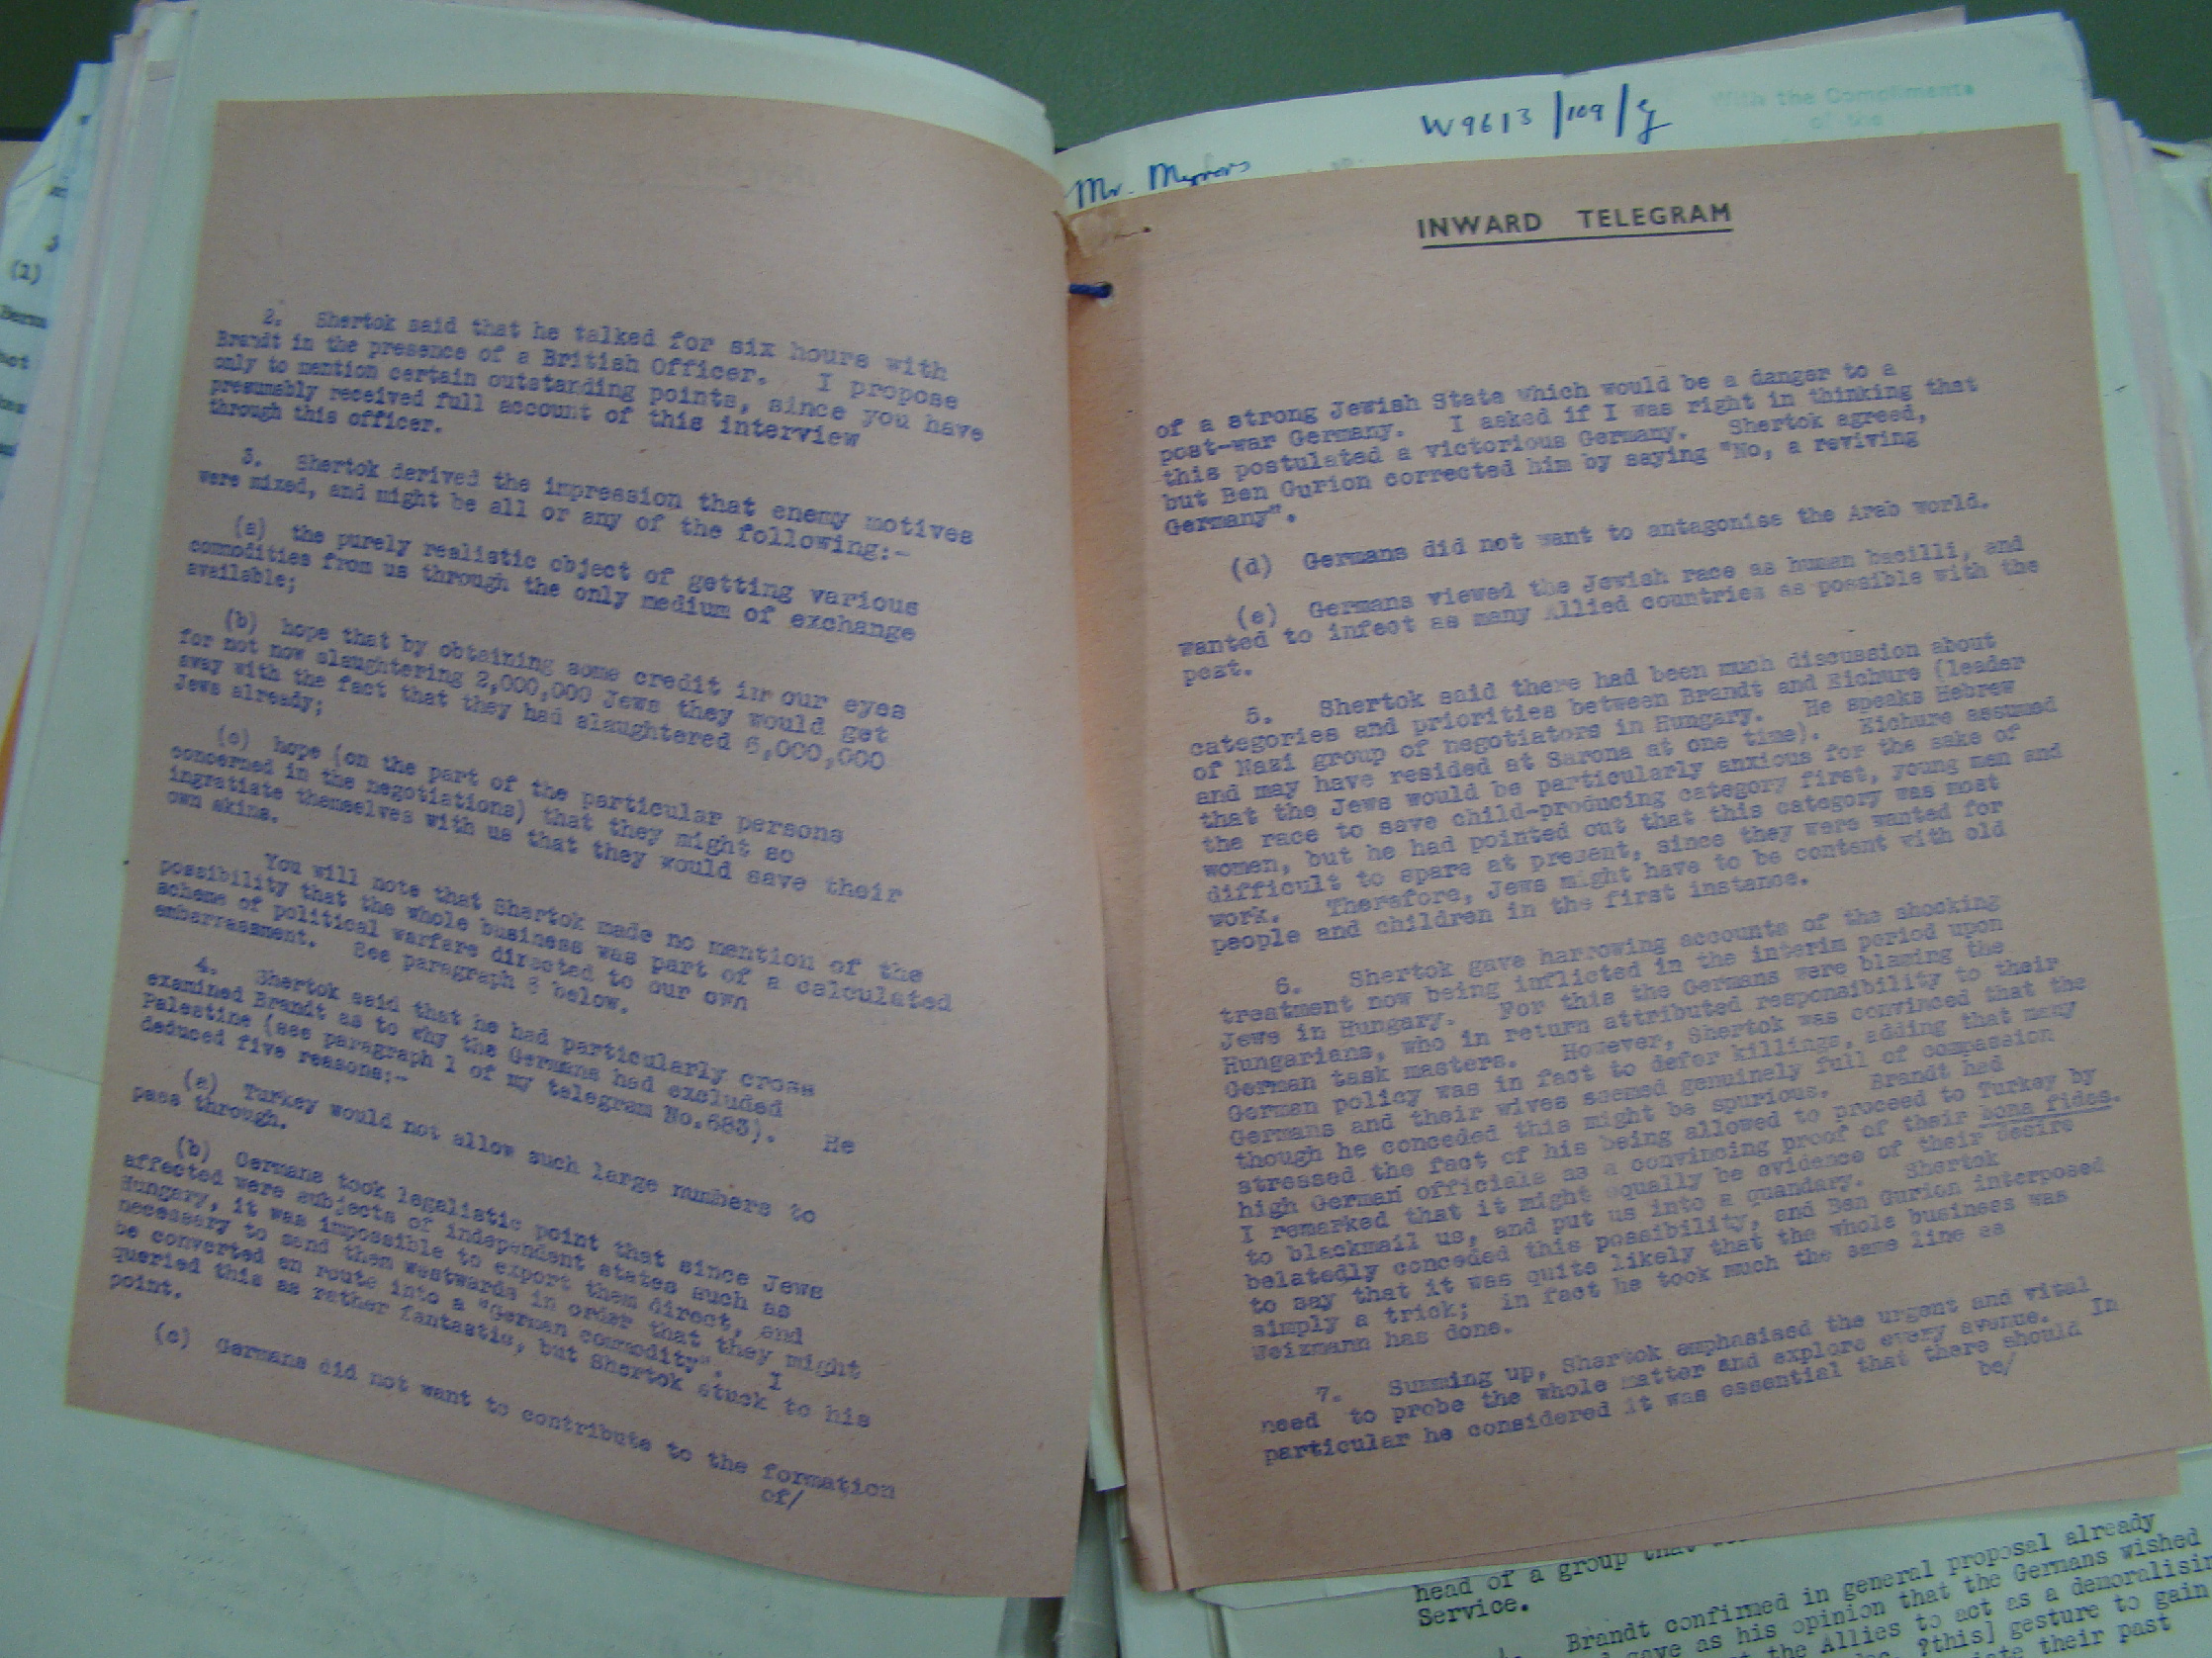 2. Shertok said that he talked for six hours with
Brandt in the presence of a British Officer. I propose
only to mention certain outstanding points, since you have
presumably received full account of this interview
through this officer.
3. Shertok derived the impression that enemy motives
were mixed, and might be all or any of the following:-
(a) the purely realistic object of getting various
commodities from us through the only medium of exchange
available;
(b) hope that by obtaining some credit in our eyes
for not now slaughtering 2,000,000 Jews they would get
away with the fact that they had slaughtered 6,000,000
Jews already;
(c) hope (on the part of the particular persons
concerned in the negotiations) that they might so
ingratiate themselves with us that they would save their
own skins.
You will note that Shertok made no mention of the
possibility that the whole business was part of a calculated
scheme of political warfare directed to our own
embarrassment. See paragraph below.
4. Shertok said that he had particularly cross
examined Brandt as to why the Germans had excluded
Palestine (see paragraph 1 of my telegram No.683). He
deduced five reasons:-
(a) Turkey would not allow such large numbers to
pass through.
(b) Germans took legalistic point that since Jews
affected were subjects of independent states such as
Hungary, it was impossible to export them direct, and
necessary to send them westwards in order that they might
be converted en route into a "German commodity". I
queried this as rather fantastic, but Shertok stuck to his
point.
(c) Germans did not want to contribute to the formation
of/
W9613/109/G
With the Compliments
of the
Mr.
INWARD TELEGRAM
of a strong Jewish State which would be a danger to a
post-war Germany. I asked if I was right in thinking that
this postulated a victorious Germany. Shertok agreed,
but Ben Gurion corrected him by saying "No, a reviving
Germany".
(d) Germans did not want to antagonise the Arab world.
(e) Germans viewed the Jewish race as human bacilli, and
wanted to infect as many Allied countries as possible with the
pest.
5. Shertok said there had been much discussion about
categories and priorities between Brandt and Eichure (leader
of Nazi group of negotiators in Hungary. He speaks Hebrew
and may have resided at Sarona at one time). Eichure assumed
that the Jews would be particularly anxious for the sake of
the race to save child-producing category first, young men and
women, but he had pointed out that this category was most
difficult to spare at present, since they were wanted for
work. Therefore, Jews might have to be content with old
people and children in the first instance.
6. Shertok gave harrowing accounts of the shocking
treatment now being inflicted in the interim period upon
Jews in Hungary. For this the Germans were blaming the
Hungarians, who in return attributed responsibility to their
German task masters. However, Shertok was convinced that the
German policy was in fact to defer killings, adding that many
Germans and their wives seemed genuinely full of compassion
though he conceded this might be spurious. Brandt had
stressed the fact of his being allowed to proceed to Turkey by
high German officials as a convincing proof of their bona fides.
I remarked that it might equally be evidence of their desire
to blackmail us, and put us into a quandary. Shertok
belatedly conceded this possibility, and Ben Gurion interposed
to say that it was quite likely that the whole business was
simply a trick; in fact he took much the same line as
Weizmann has done.
7. Summing up, Shertok emphasised the urgent and vital
need to probe the whole matter and explore every avenue. In
particular he considered it was essential that there should
be/
head of a group that
Service.
Brandt confirmed in general proposal already
gave as his opinion that the Germans wished
the Allies to act as a
?this] gesture to gain
their past